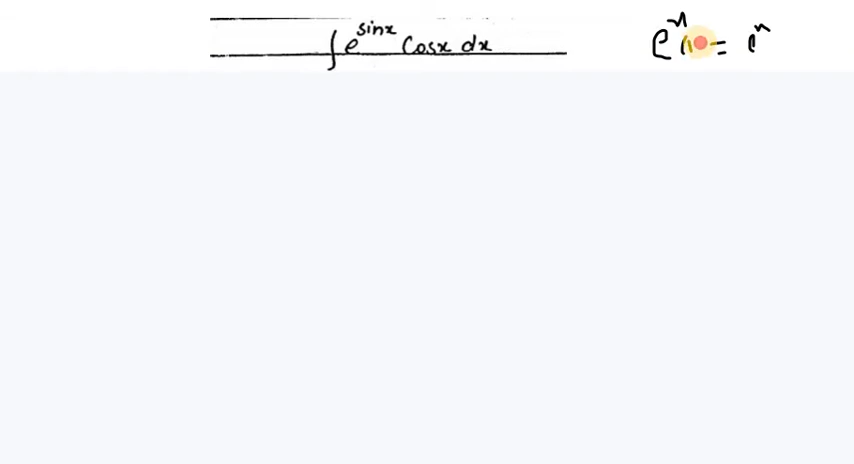 ∫ e^sinx Cosx dx
e^x = e^x